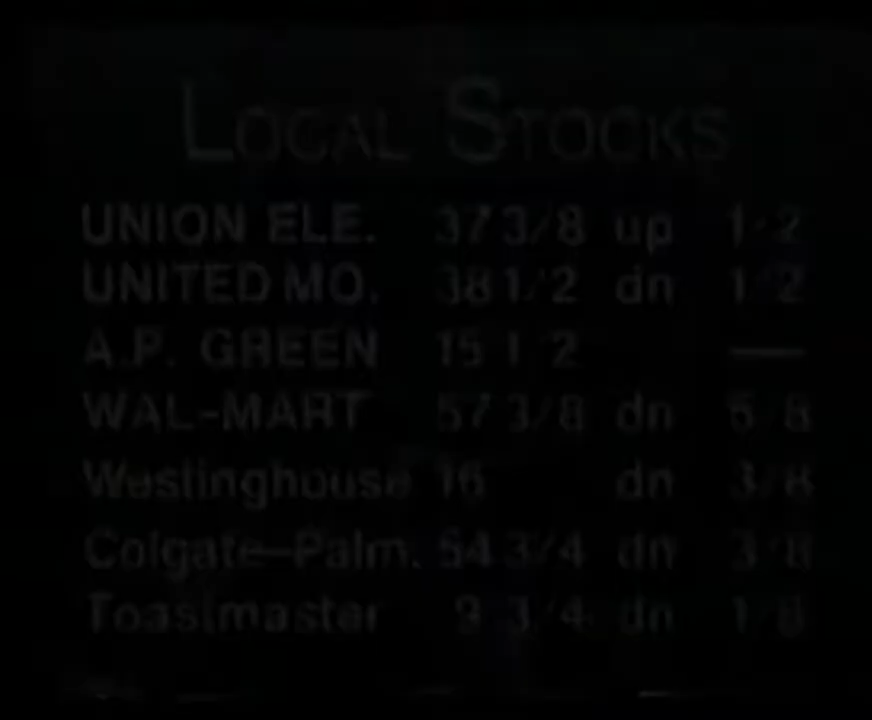 LOCAL STOCKS
UNION ELE. 37 3/8 up 1/2
UNITED MO. 38 1/2 dn 1/2
A.P. GREEN 15 1/2 —
WAL-MART 57 3/8 dn 5/8
Westinghouse 16 dn 3/8
Colgate-Palm. 54 3/4 dn 3/8
Toastmaster 9 3/4 dn 1/8